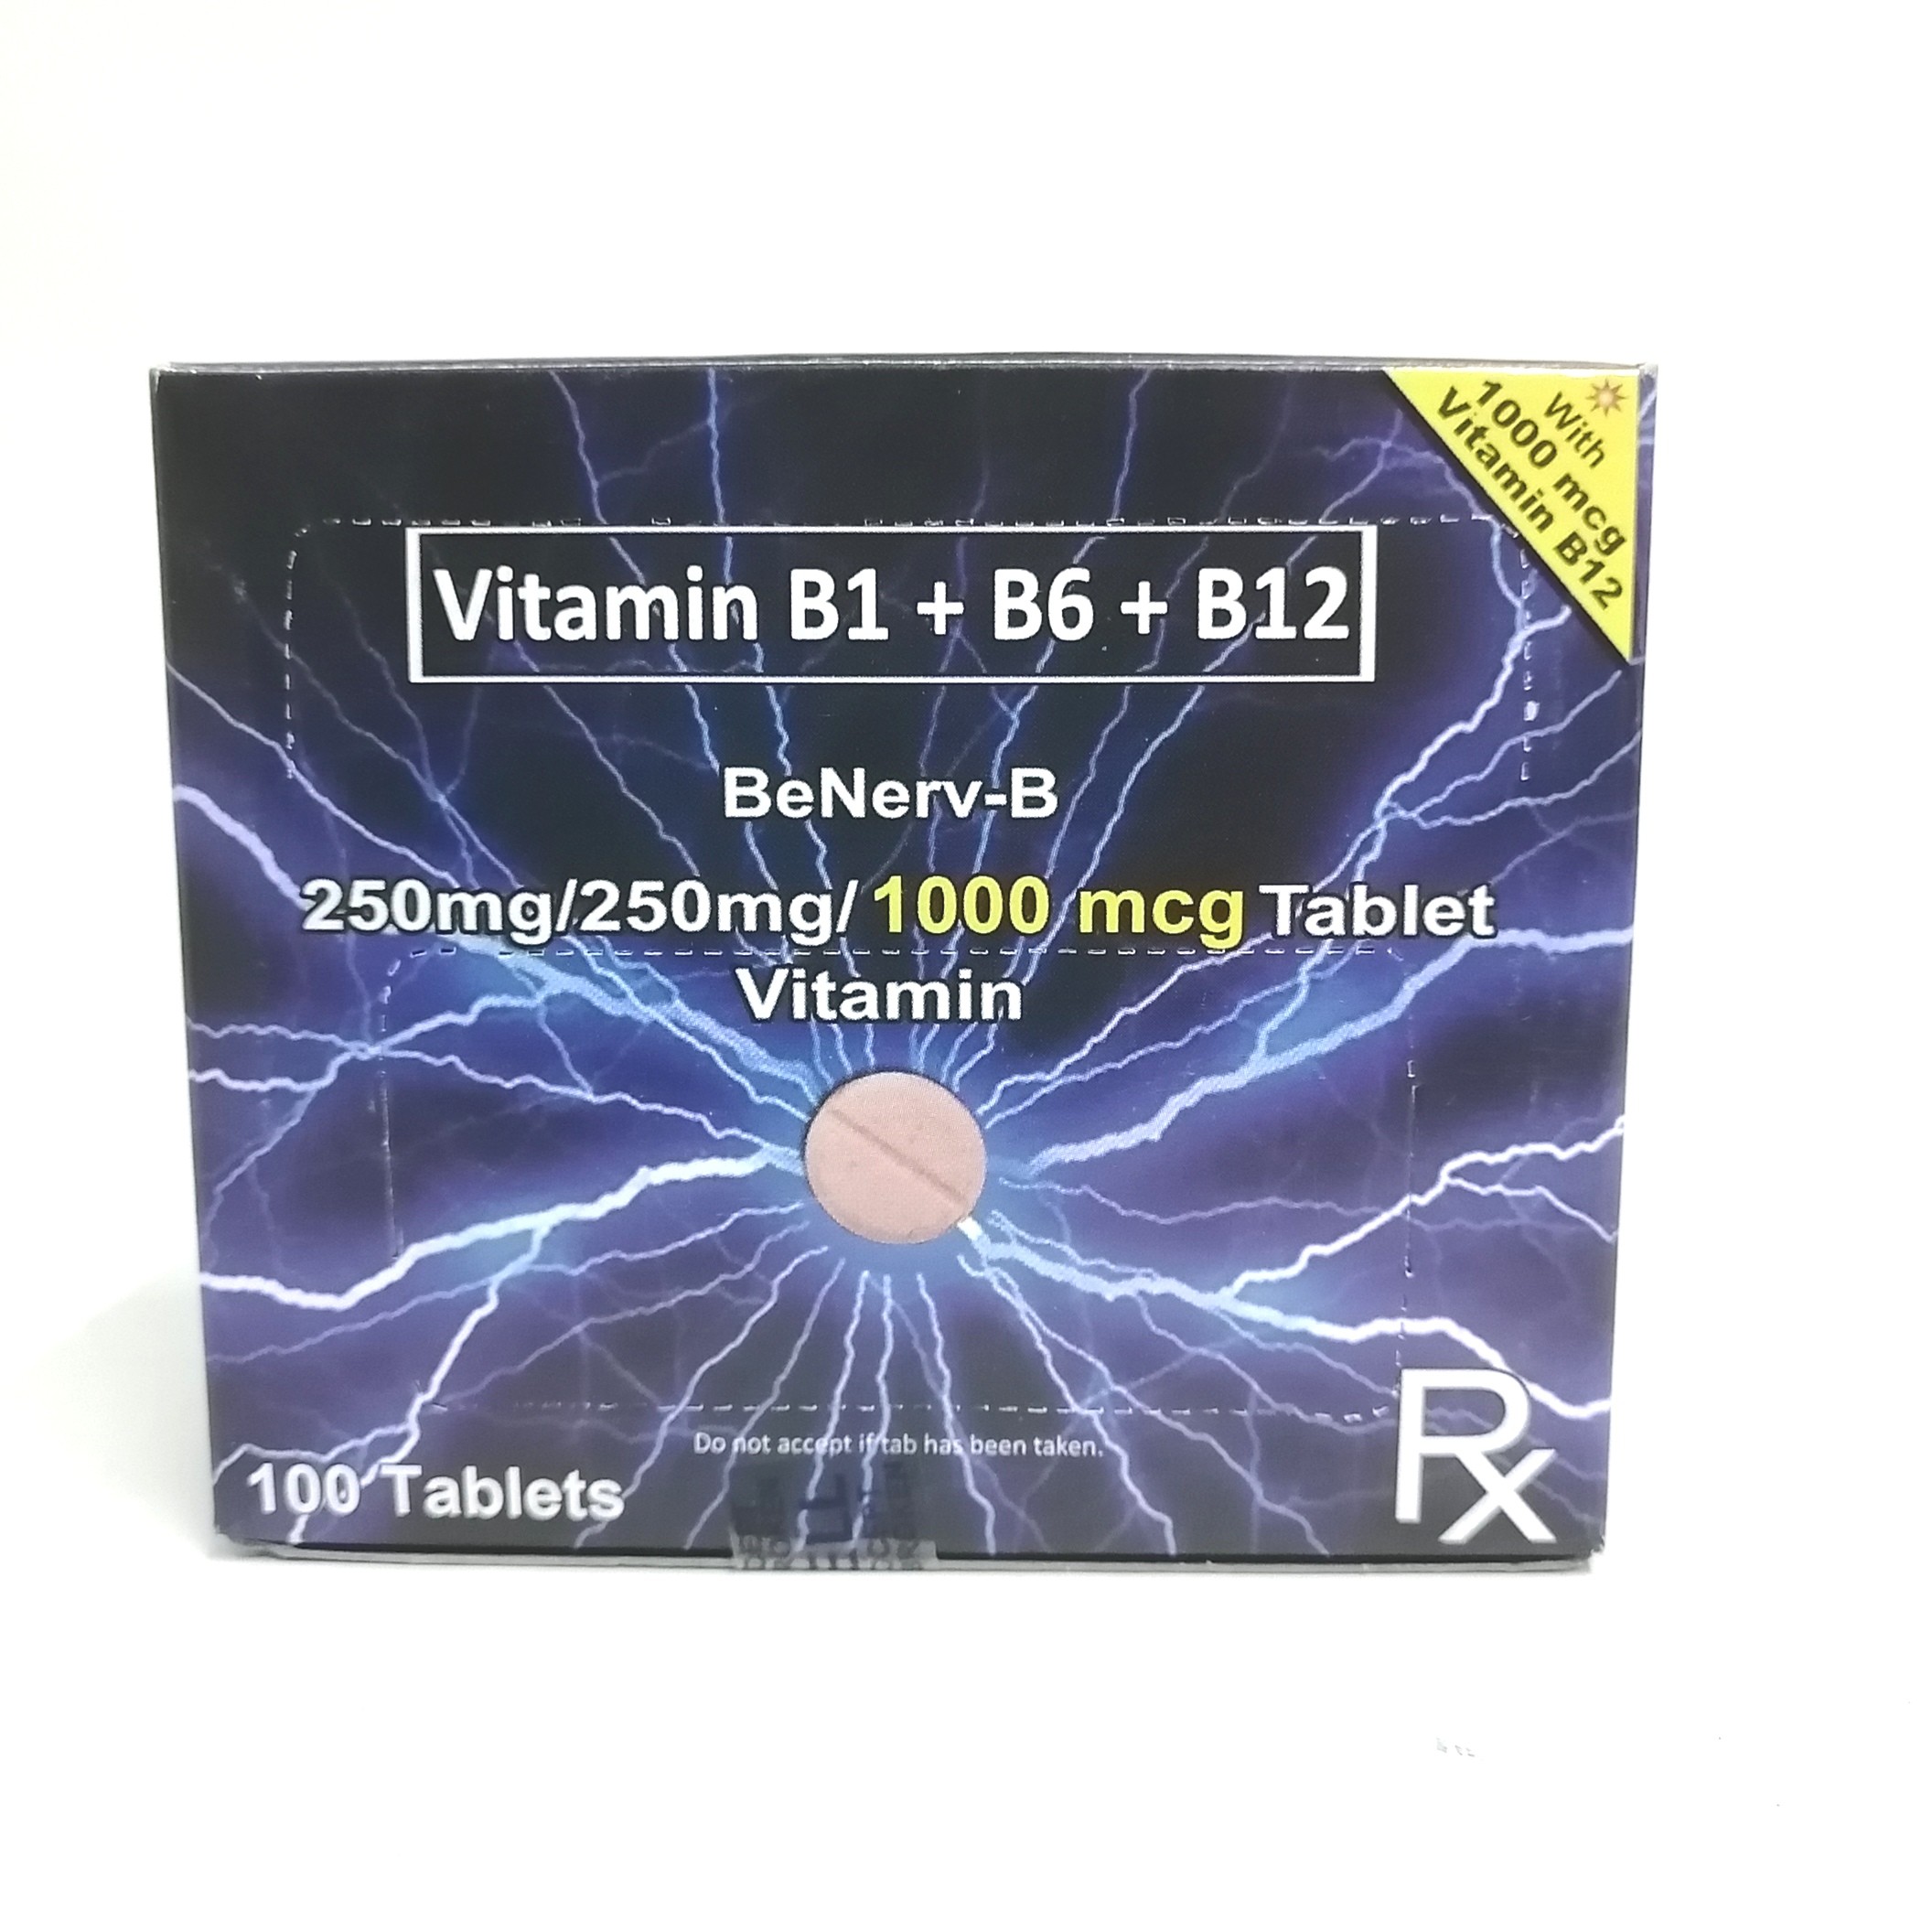 With
1000 mcg
Vitamin B12
Vitamin B1 + B6 + B12
BeNerv-B
250mg/250mg/1000 mcg Tablet
Vitamin
Do not accept if tab has been taken.
100 Tablets
Rx